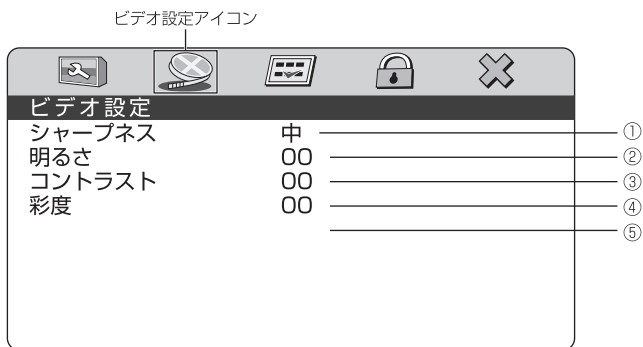 ビデオ設定アイコン
ビデオ設定
シャープネス 中 ①
明るさ 00 ②
コントラスト 00 ③
彩度 00 ④
⑤